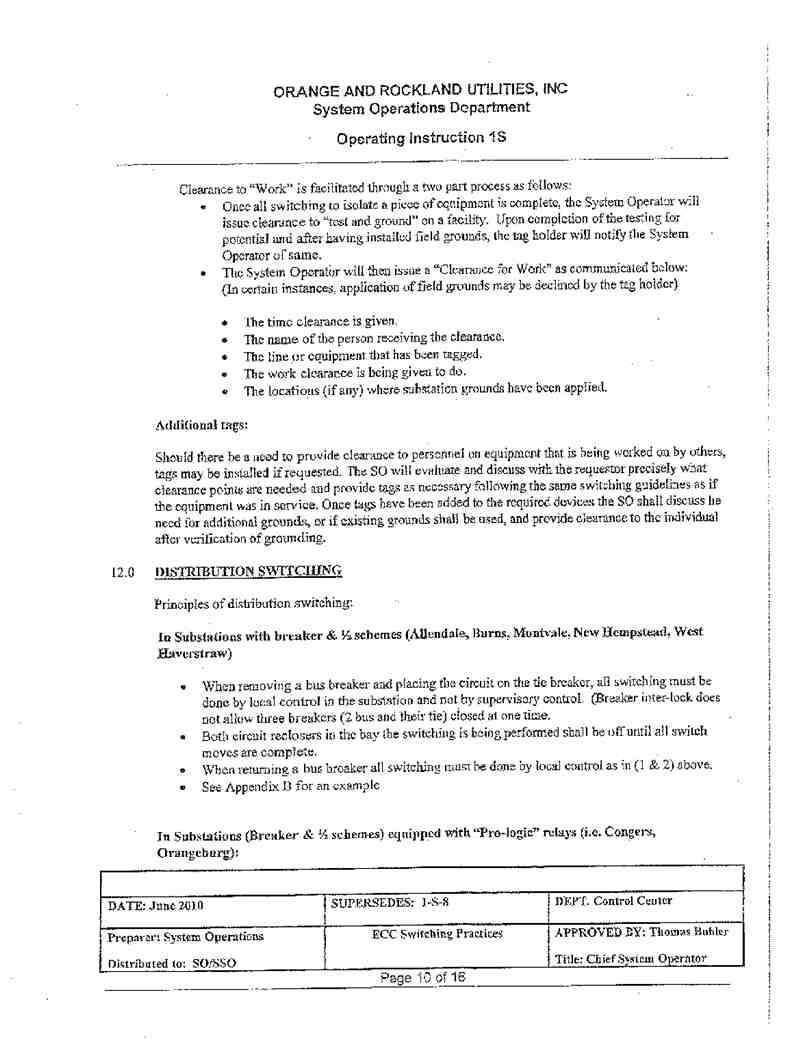 ORANGE AND ROCKLAND UTILITIES, INC
System Operations Department
Operating Instruction 1S
Clearance to "Work" is facilitated through a two part process as follows:
• Once all switching to isolate a piece of equipment is complete, the System Operator will
issue clearance to "test and ground" on a facility. Upon completion of the testing for
potential and after having installed field grounds, the tag holder will notify the System
Operator of same.
• The System Operator will then issue a "Clearance for Work" as communicated below:
(In certain instances, application of field grounds may be declined by the tag holder)
• The time clearance is given.
• The name of the person receiving the clearance.
• The line or equipment that has been tagged.
• The work clearance is being given to do.
• The locations (if any) where substation grounds have been applied.
Additional tags:
Should there be a need to provide clearance to personnel on equipment that is being worked on by others,
tags may be installed if requested. The SO will evaluate and discuss with the requestor precisely what
clearance points are needed and provide tags as necessary following the same switching guidelines as if
the equipment was in service. Once tags have been added to the required devices the SO shall discuss he
need for additional grounds, or if existing grounds shall be used, and provide clearance to the individual
after verification of grounding.
12.0 DISTRIBUTION SWITCHING
Principles of distribution switching:
In Substations with breaker & ½ schemes (Allendale, Burns, Montvale, New Hempstead, West
Haverstraw)
• When removing a bus breaker and placing the circuit on the tie breaker, all switching must be
done by local control in the substation and not by supervisory control. (Breaker inter-lock does
not allow three breakers (2 bus and their tie) closed at one time.
• Both circuit reclosers in the bay the switching is being performed shall be off until all switch
moves are complete.
• When returning a bus breaker all switching must be done by local control as in (1 & 2) above.
• See Appendix B for an example
In Substations (Breaker & ½ schemes) equipped with "Pro-logic" relays (i.e. Congers,
Orangeburg):
DATE: June 2010
SUPERSEDES: 1-S-8
DEPT. Control Center
Preparer: System Operations
ECC Switching Practices
APPROVED BY: Thomas Buhler
Distributed to: SO/SSO
Title: Chief System Operator
Page 10 of 16